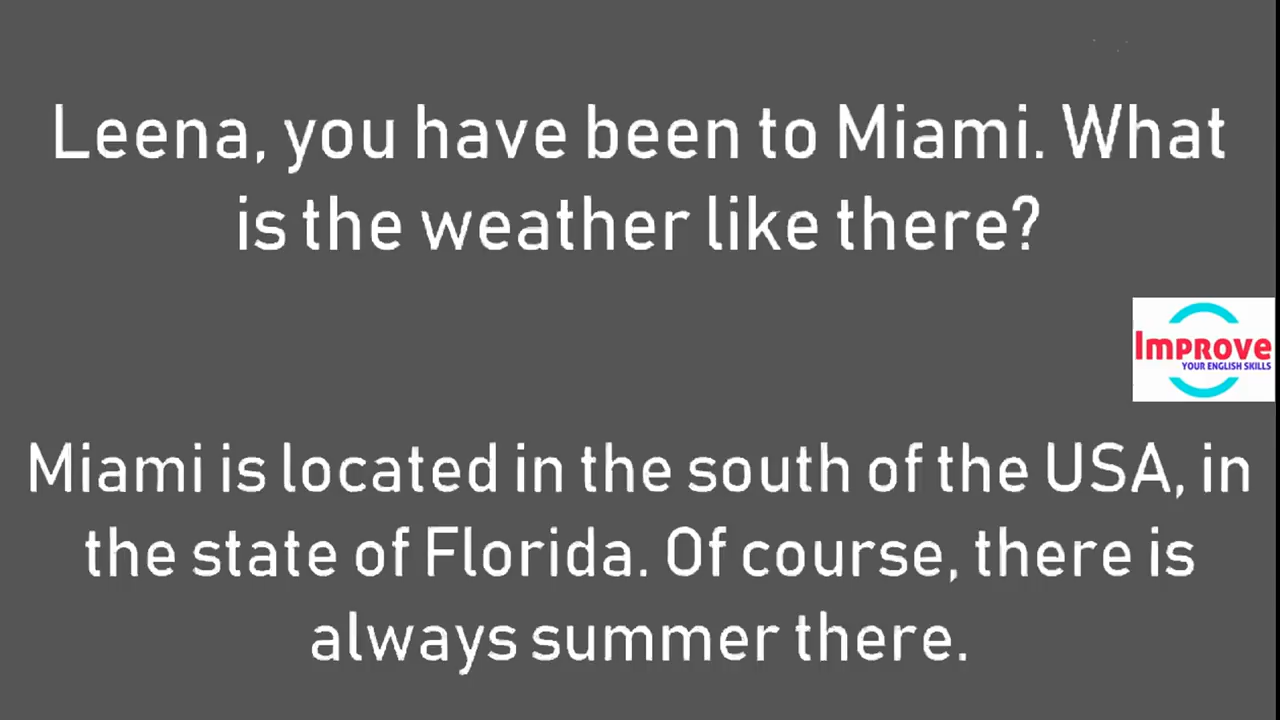 Leena, you have been to Miami. What
is the weather like there?
Improve
YOUR ENGLISH SKILLS
Miami is located in the south of the USA, in
the state of Florida. Of course, there is
always summer there.